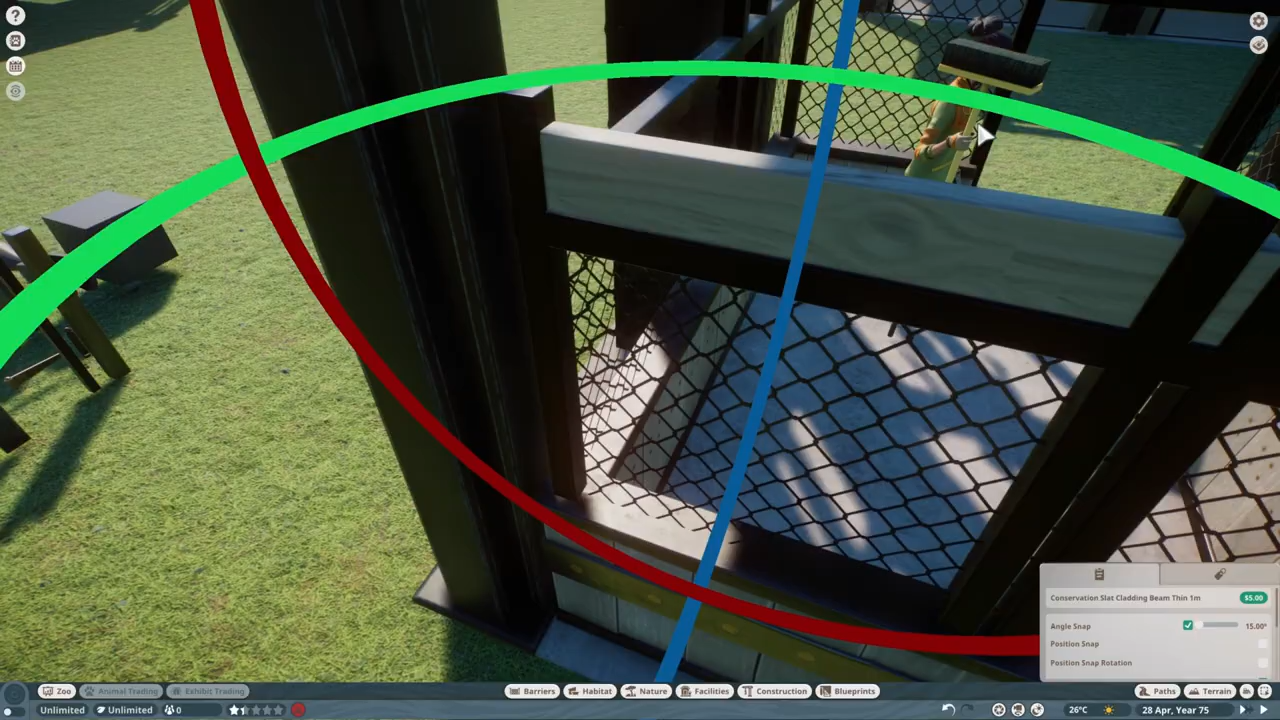 ?
Conservation Slat Cladding Beam Thin 1m $5.00
Angle Snap 15.00°
Position Snap
Position Snap Rotation
Zoo Animal Trading Exhibit Trading Barriers Habitat Nature Facilities Construction Blueprints Paths Terrain
Unlimited Unlimited 0 26°C 28 Apr, Year 75